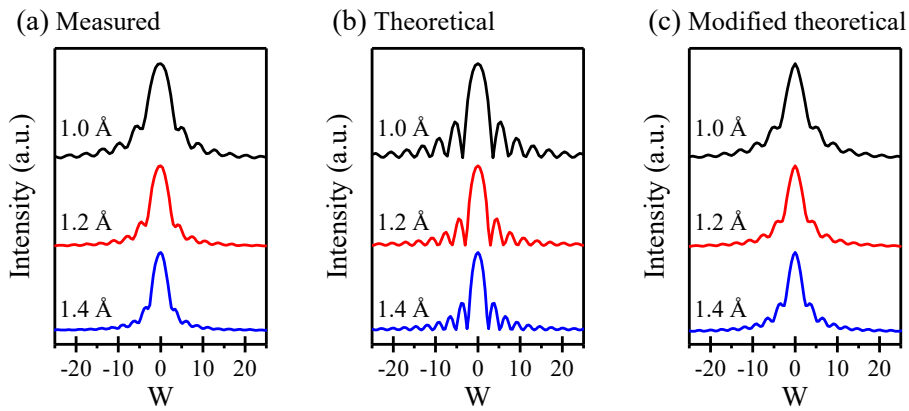 (a) Measured
(b) Theoretical
(c) Modified theoretical
Intensity (a.u.)
1.0 Å
1.2 Å
1.4 Å
-20 -10 0 10 20
W
Intensity (a.u.)
1.0 Å
1.2 Å
1.4 Å
-20 -10 0 10 20
W
Intensity (a.u.)
1.0 Å
1.2 Å
1.4 Å
-20 -10 0 10 20
W